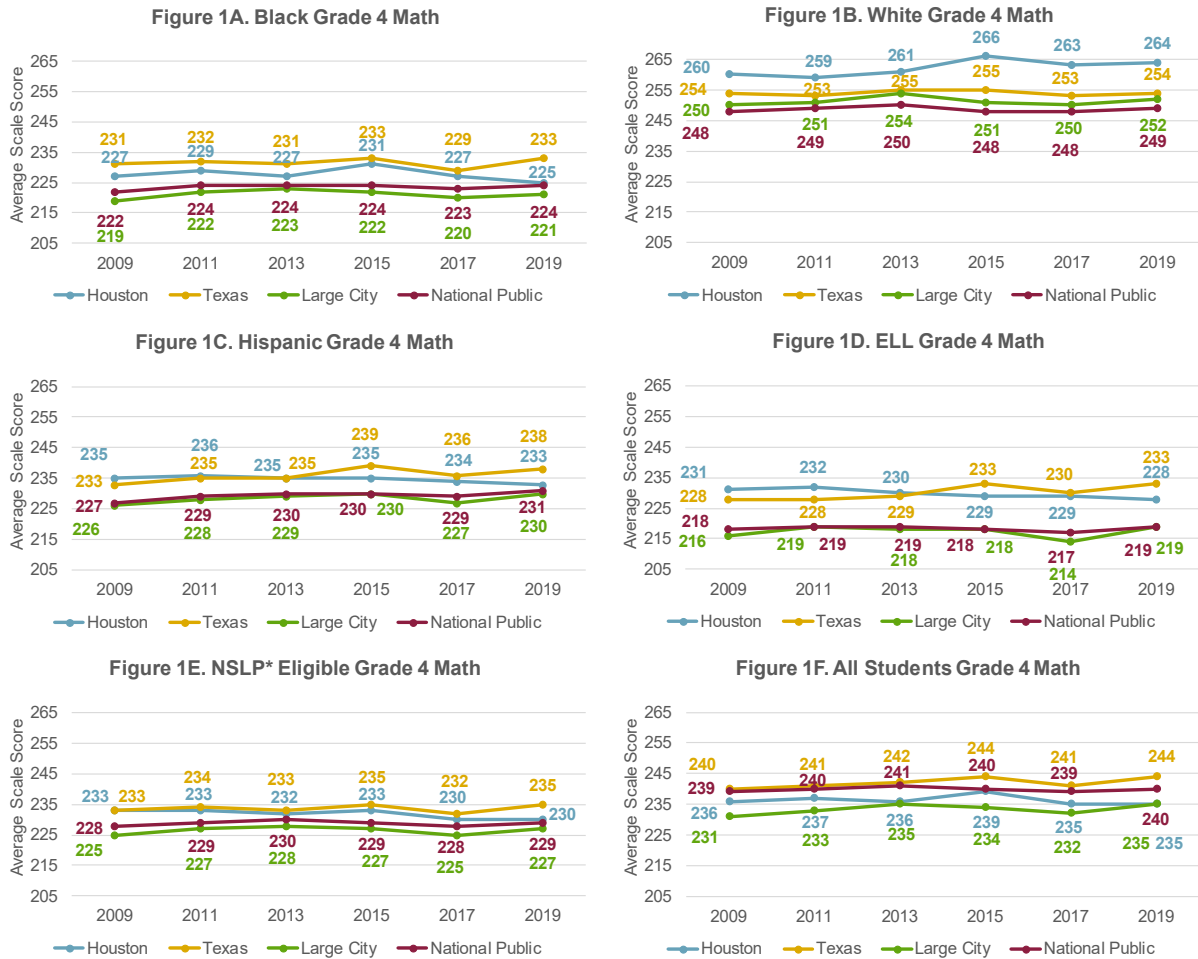 Figure 1A. Black Grade 4 Math
Average Scale Score
265
255
245
235
225
215
205
231 232 231 233 229 233
227 229 227 231 227 225
222 224 224 224 223 224
219 222 223 222 220 221
2009 2011 2013 2015 2017 2019
Houston Texas Large City National Public
Figure 1B. White Grade 4 Math
Average Scale Score
265
255
245
235
225
215
205
260 259 261 266 263 264
254 253 255 255 253 254
250 251 254 251 250 252
248 249 250 248 248 249
2009 2011 2013 2015 2017 2019
Houston Texas Large City National Public
Figure 1C. Hispanic Grade 4 Math
Average Scale Score
265
255
245
235
225
215
205
235 236 235 235 234 233
233 235 235 239 236 238
227 229 230 230 229 231
226 228 229 230 227 230
2009 2011 2013 2015 2017 2019
Houston Texas Large City National Public
Figure 1D. ELL Grade 4 Math
Average Scale Score
265
255
245
235
225
215
205
231 232 230 229 229 228
228 228 229 233 230 233
218 219 219 218 217 219
216 219 218 218 214 219
2009 2011 2013 2015 2017 2019
Houston Texas Large City National Public
Figure 1E. NSLP* Eligible Grade 4 Math
Average Scale Score
265
255
245
235
225
215
205
233 234 233 235 232 235
233 233 232 233 230 230
228 229 230 229 228 229
225 227 228 227 225 227
2009 2011 2013 2015 2017 2019
Houston Texas Large City National Public
Figure 1F. All Students Grade 4 Math
Average Scale Score
265
255
245
235
225
215
205
240 241 242 244 241 244
239 240 241 240 239 240
236 237 236 239 235 235
231 233 235 234 232 235
2009 2011 2013 2015 2017 2019
Houston Texas Large City National Public